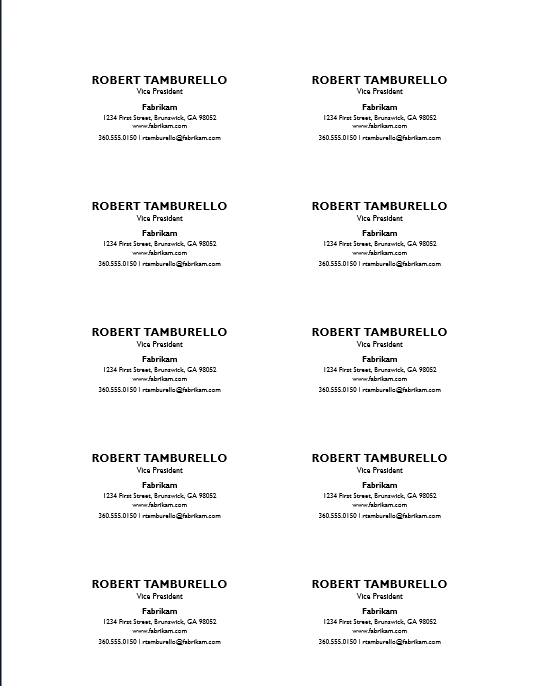 ROBERT TAMBURELLO
Vice President
Fabrikam
1234 First Street, Brunswick, GA 98052
www.fabrikam.com
360.555.0150 | rtamburello@fabrikam.com
ROBERT TAMBURELLO
Vice President
Fabrikam
1234 First Street, Brunswick, GA 98052
www.fabrikam.com
360.555.0150 | rtamburello@fabrikam.com
ROBERT TAMBURELLO
Vice President
Fabrikam
1234 First Street, Brunswick, GA 98052
www.fabrikam.com
360.555.0150 | rtamburello@fabrikam.com
ROBERT TAMBURELLO
Vice President
Fabrikam
1234 First Street, Brunswick, GA 98052
www.fabrikam.com
360.555.0150 | rtamburello@fabrikam.com
ROBERT TAMBURELLO
Vice President
Fabrikam
1234 First Street, Brunswick, GA 98052
www.fabrikam.com
360.555.0150 | rtamburello@fabrikam.com
ROBERT TAMBURELLO
Vice President
Fabrikam
1234 First Street, Brunswick, GA 98052
www.fabrikam.com
360.555.0150 | rtamburello@fabrikam.com
ROBERT TAMBURELLO
Vice President
Fabrikam
1234 First Street, Brunswick, GA 98052
www.fabrikam.com
360.555.0150 | rtamburello@fabrikam.com
ROBERT TAMBURELLO
Vice President
Fabrikam
1234 First Street, Brunswick, GA 98052
www.fabrikam.com
360.555.0150 | rtamburello@fabrikam.com
ROBERT TAMBURELLO
Vice President
Fabrikam
1234 First Street, Brunswick, GA 98052
www.fabrikam.com
360.555.0150 | rtamburello@fabrikam.com
ROBERT TAMBURELLO
Vice President
Fabrikam
1234 First Street, Brunswick, GA 98052
www.fabrikam.com
360.555.0150 | rtamburello@fabrikam.com